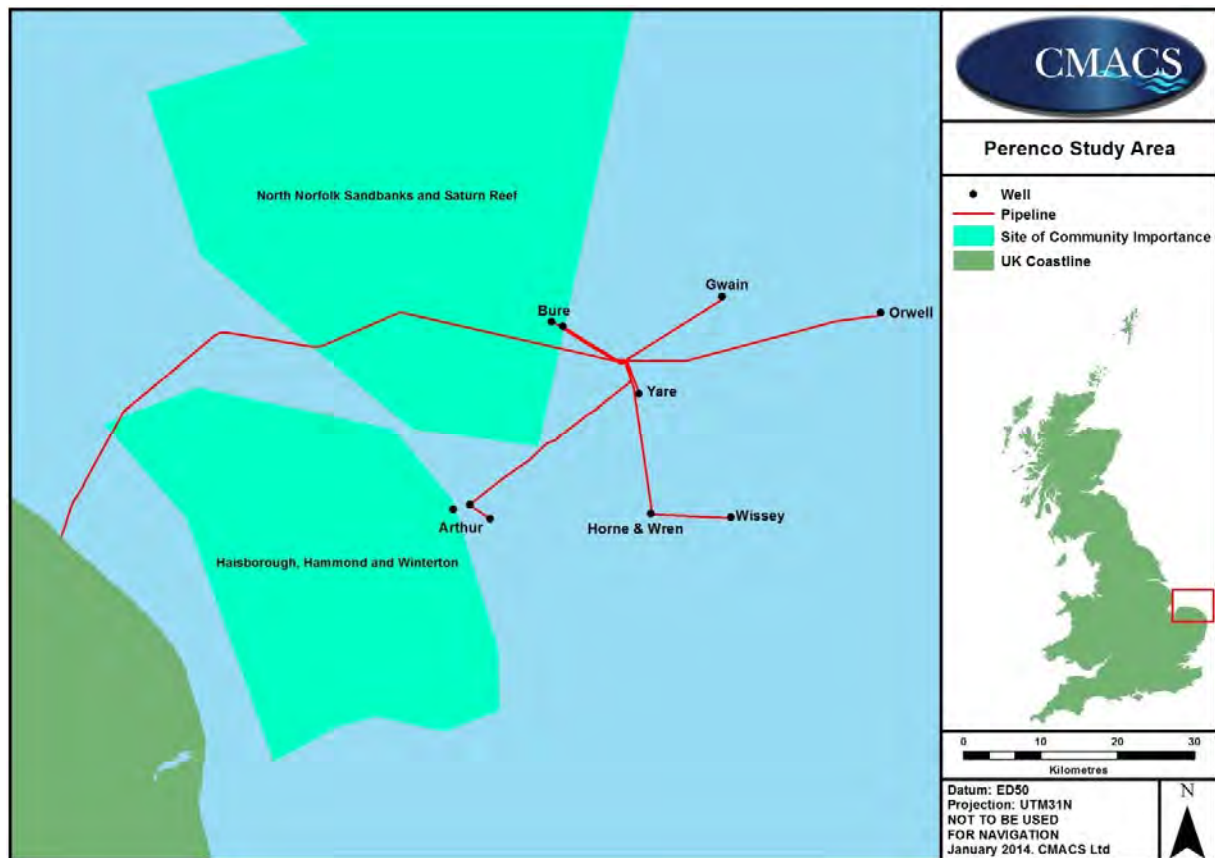 North Norfolk Sandbanks and Saturn Reef
Gwain
Bure
Orwell
Yare
Arthur
Horne & Wren
Wissey
Haisborough, Hammond and Winterton
CMACS
Perenco Study Area
Well
Pipeline
Site of Community Importance
UK Coastline
0 10 20 30
Kilometres
Datum: ED50
Projection: UTM31N
NOT TO BE USED
FOR NAVIGATION
January 2014. CMACS Ltd
N